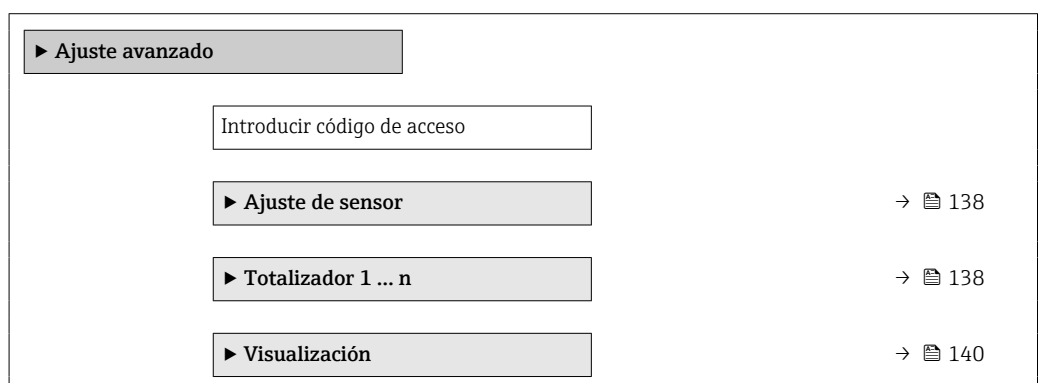 ▶ Ajuste avanzado
Introducir código de acceso
▶ Ajuste de sensor → 138
▶ Totalizador 1 … n → 138
▶ Visualización → 140